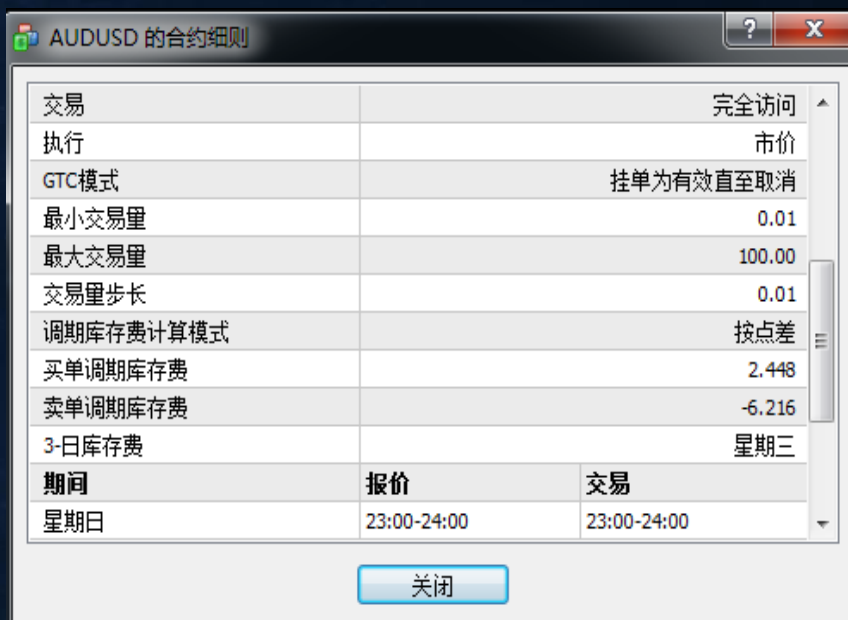 AUDUSD 的合约细则
交易 完全访问
执行 市价
GTC模式 挂单为有效直至取消
最小交易量 0.01
最大交易量 100.00
交易量步长 0.01
调期库存费计算模式 按点差
买单调期库存费 2.448
卖单调期库存费 -6.216
3-日库存费 星期三
期间 报价 交易
星期日 23:00-24:00 23:00-24:00
关闭